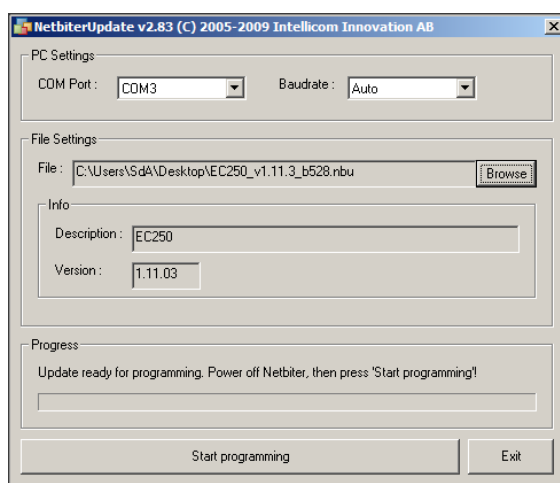 NetbiterUpdate v2.83 (C) 2005-2009 Intellicom Innovation AB
PC Settings
COM Port : COM3 Baudrate : Auto
File Settings
File : C:\Users\SdA\Desktop\EC250_v1.11.3_b528.nbu Browse
Info
Description : EC250
Version : 1.11.03
Progress
Update ready for programming. Power off Netbiter, then press 'Start programming'!
Start programming Exit